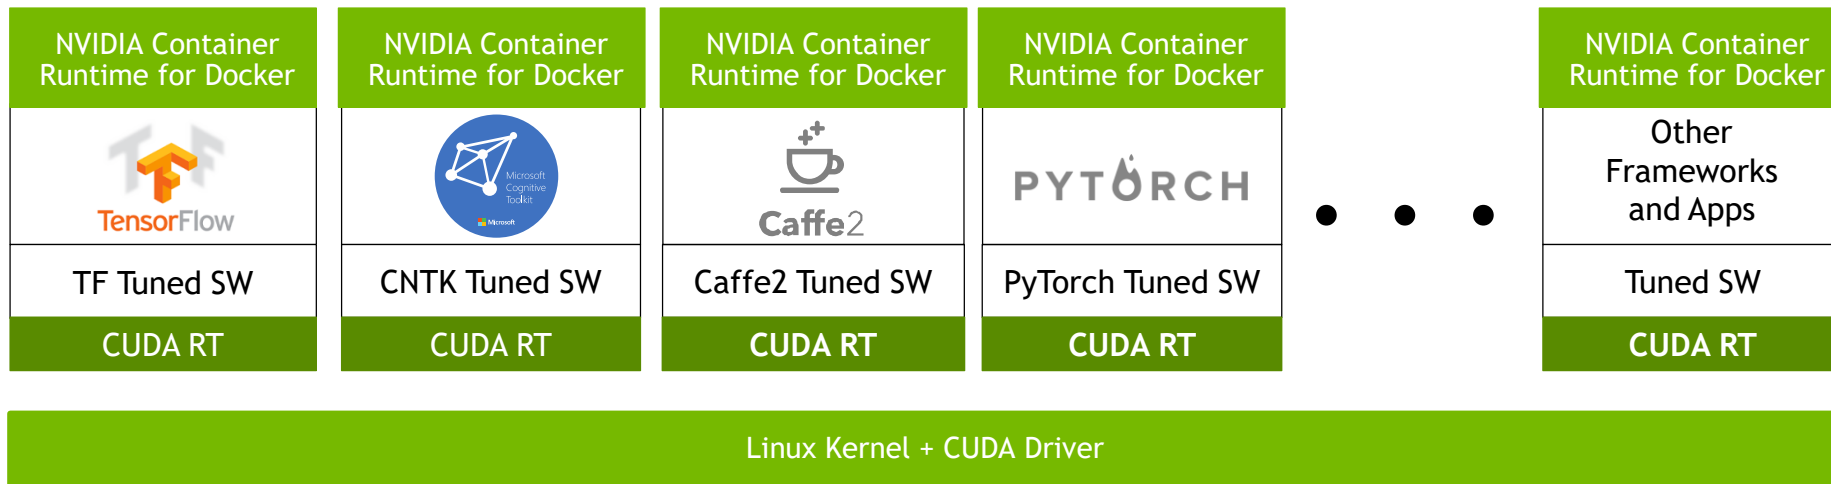 NVIDIA Container
Runtime for Docker
TensorFlow
TF Tuned SW
CUDA RT
NVIDIA Container
Runtime for Docker
Microsoft
Cognitive
Toolkit
Microsoft
CNTK Tuned SW
CUDA RT
NVIDIA Container
Runtime for Docker
Caffe2
Caffe2 Tuned SW
CUDA RT
NVIDIA Container
Runtime for Docker
PYTORCH
PyTorch Tuned SW
CUDA RT
NVIDIA Container
Runtime for Docker
Other
Frameworks
and Apps
Tuned SW
CUDA RT
Linux Kernel + CUDA Driver